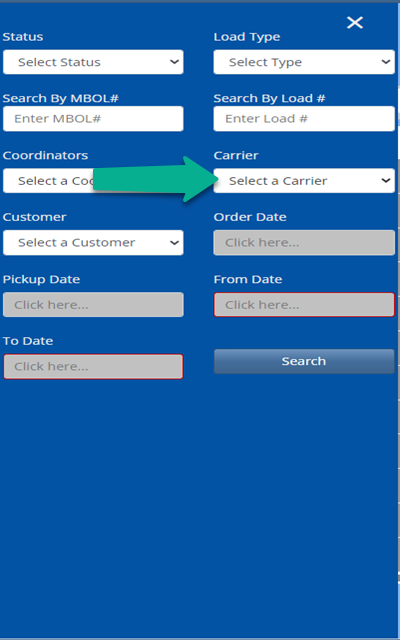 Status
Load Type
Select Status
Select Type
Search By MBOL#
Search By Load #
Enter MBOL#
Enter Load #
Coordinators
Carrier
Select a
Select a Carrier
Customer
Order Date
Select a Customer
Click here...
Pickup Date
From Date
Click here...
Click here...
To Date
Click here...
Search